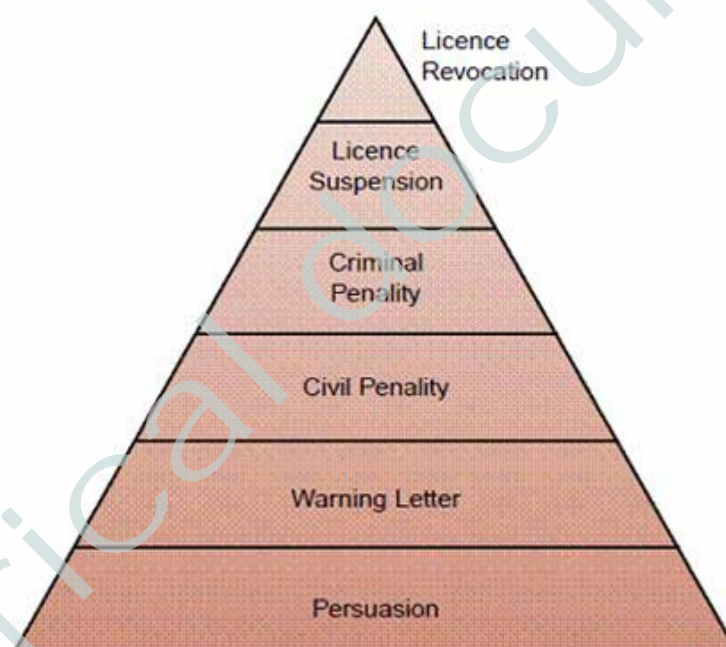 Licence
Revocation
Licence
Suspension
Criminal
Penality
Civil Penality
Warning Letter
Persuasion